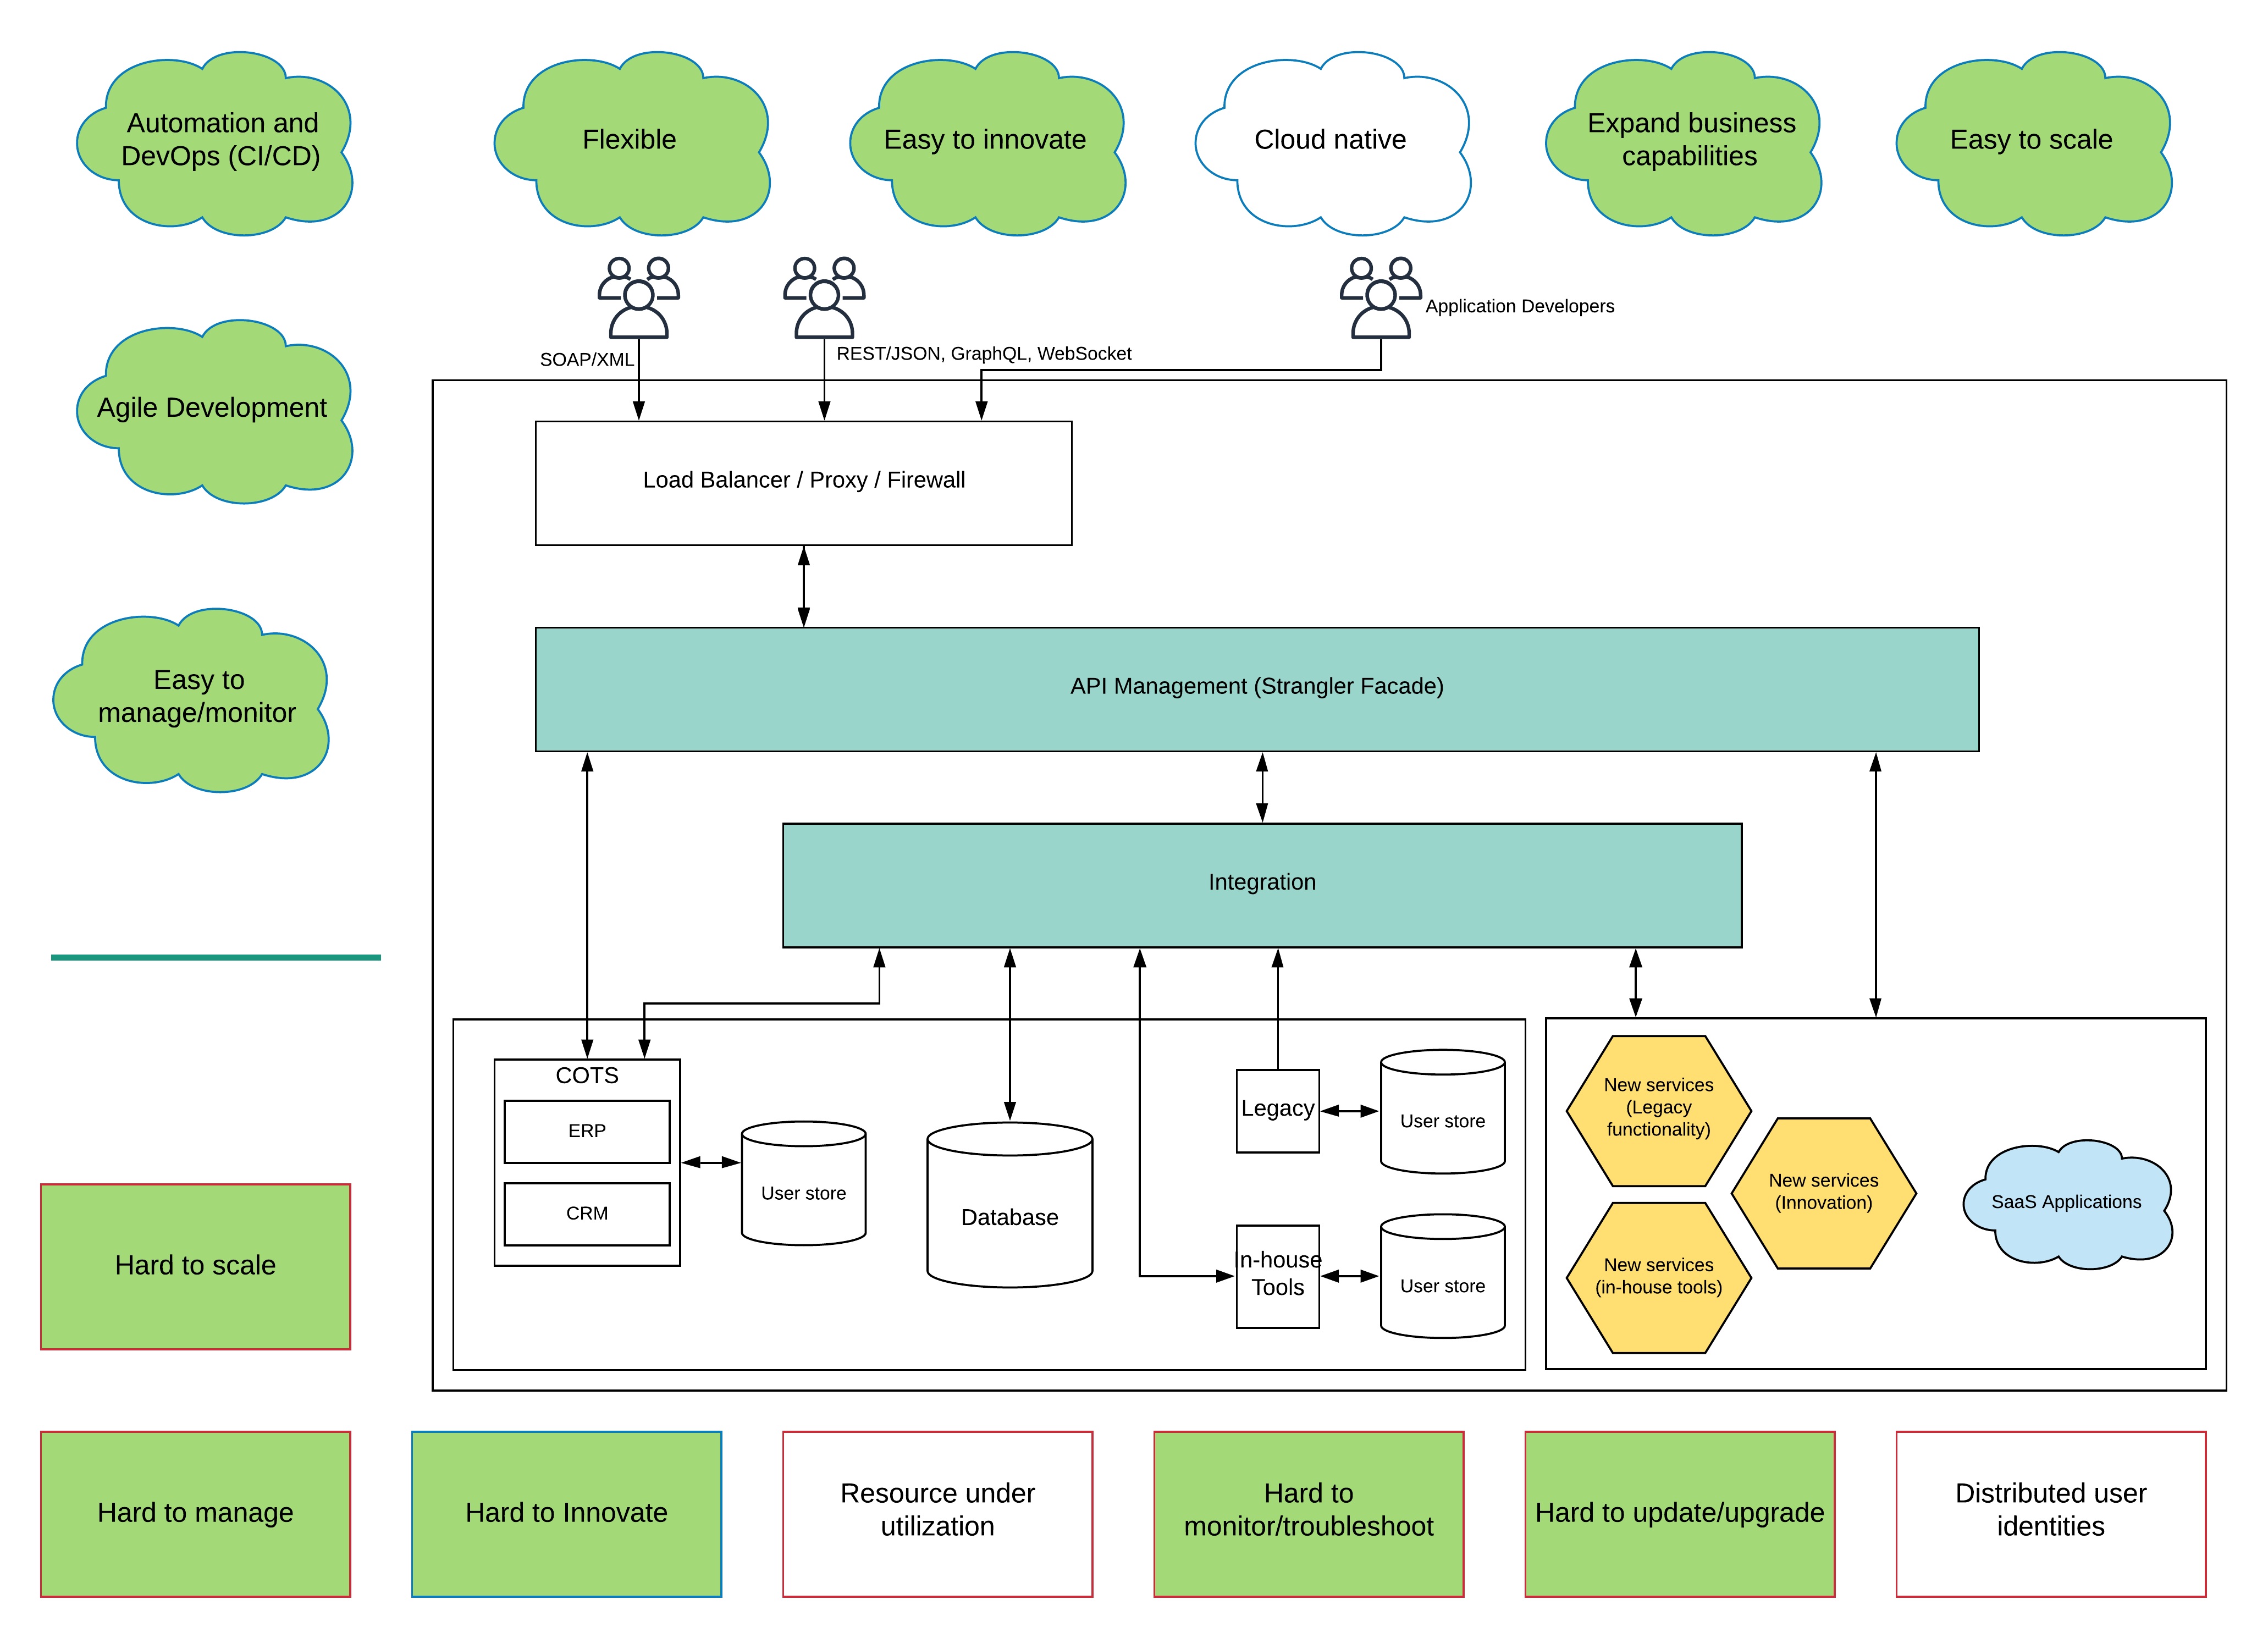 Automation and
DevOps (CI/CD)
Flexible
Easy to innovate
Cloud native
Expand business
capabilities
Easy to scale
Application Developers
SOAP/XML
REST/JSON, GraphQL, WebSocket
Agile Development
Load Balancer / Proxy / Firewall
Easy to
manage/monitor
API Management (Strangler Facade)
Integration
COTS
ERP
CRM
User store
Database
Legacy
User store
In-house
Tools
User store
New services
(Legacy
functionality)
New services
(Innovation)
New services
(in-house tools)
SaaS Applications
Hard to scale
Hard to manage
Hard to Innovate
Resource under
utilization
Hard to
monitor/troubleshoot
Hard to update/upgrade
Distributed user
identities